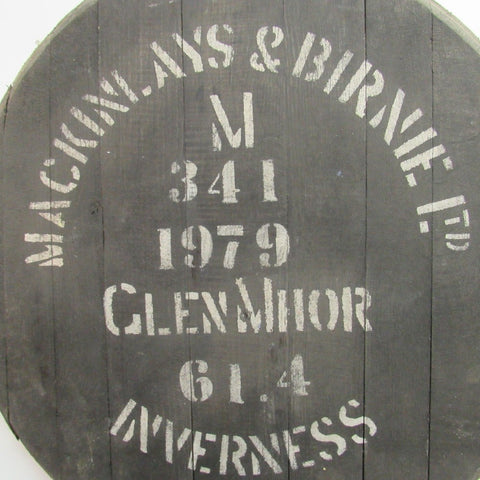 MACKINLAYS & BIRNIE LTD
M
341
1979
GLEN MHOR
61.4
INVERNESS